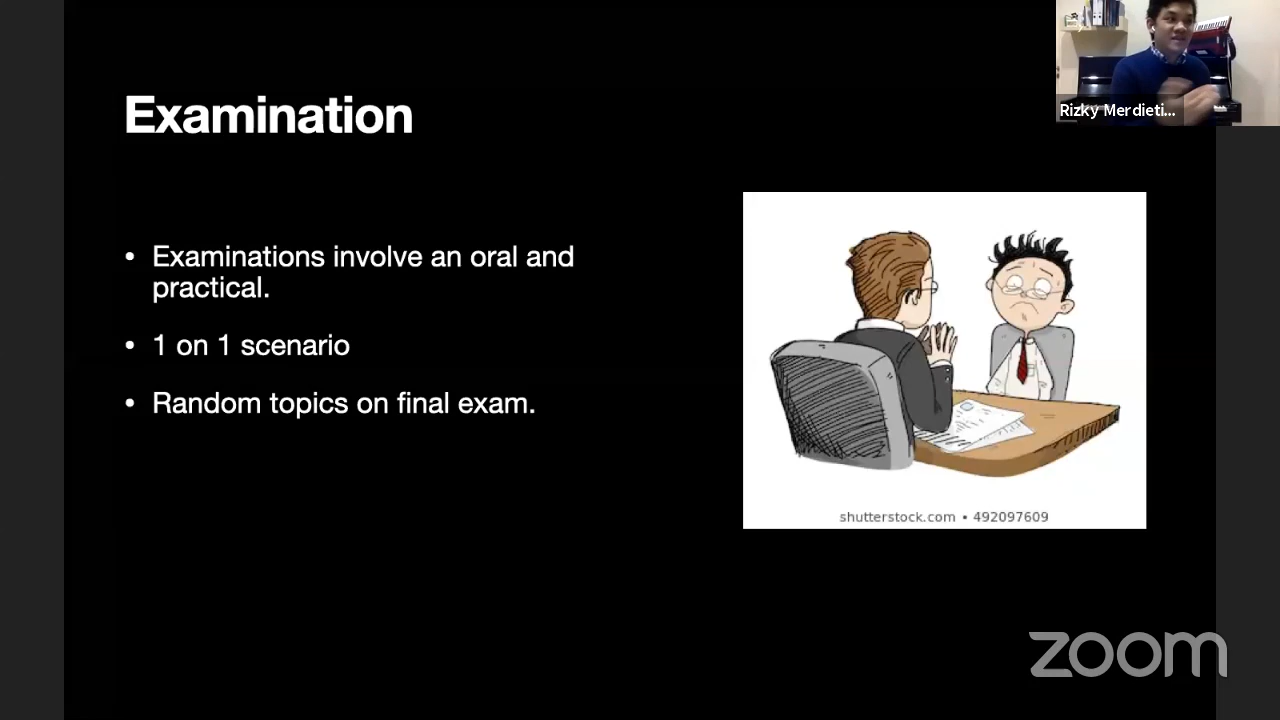 Examination
Rizky Merdieti...
• Examinations involve an oral and
practical.
• 1 on 1 scenario
• Random topics on final exam.
shutterstock.com • 492097609
zoom